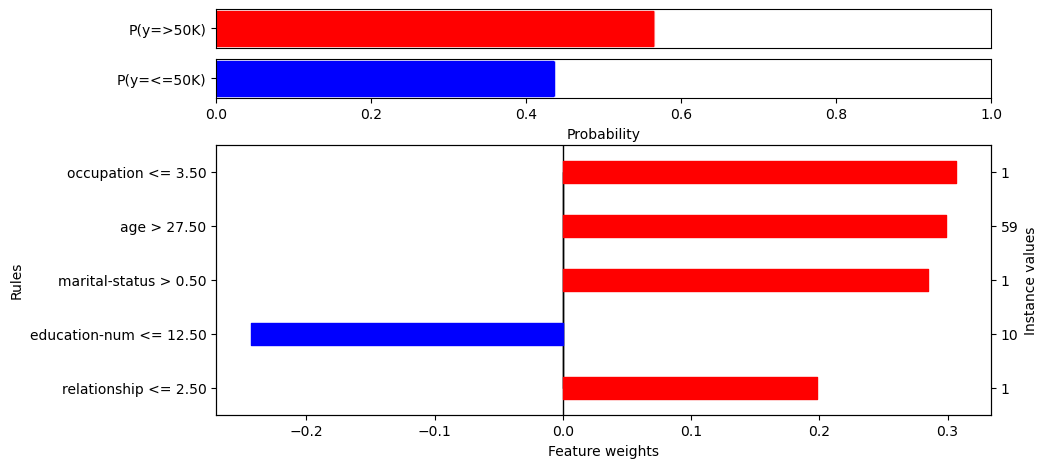 P(y=>50K)
P(y=<=50K)
0.0 0.2 0.4 0.6 0.8 1.0
Probability
occupation <= 3.50 1
age > 27.50 59
marital-status > 0.50 1
education-num <= 12.50 10
relationship <= 2.50 1
Rules
Instance values
−0.2 −0.1 0.0 0.1 0.2 0.3
Feature weights